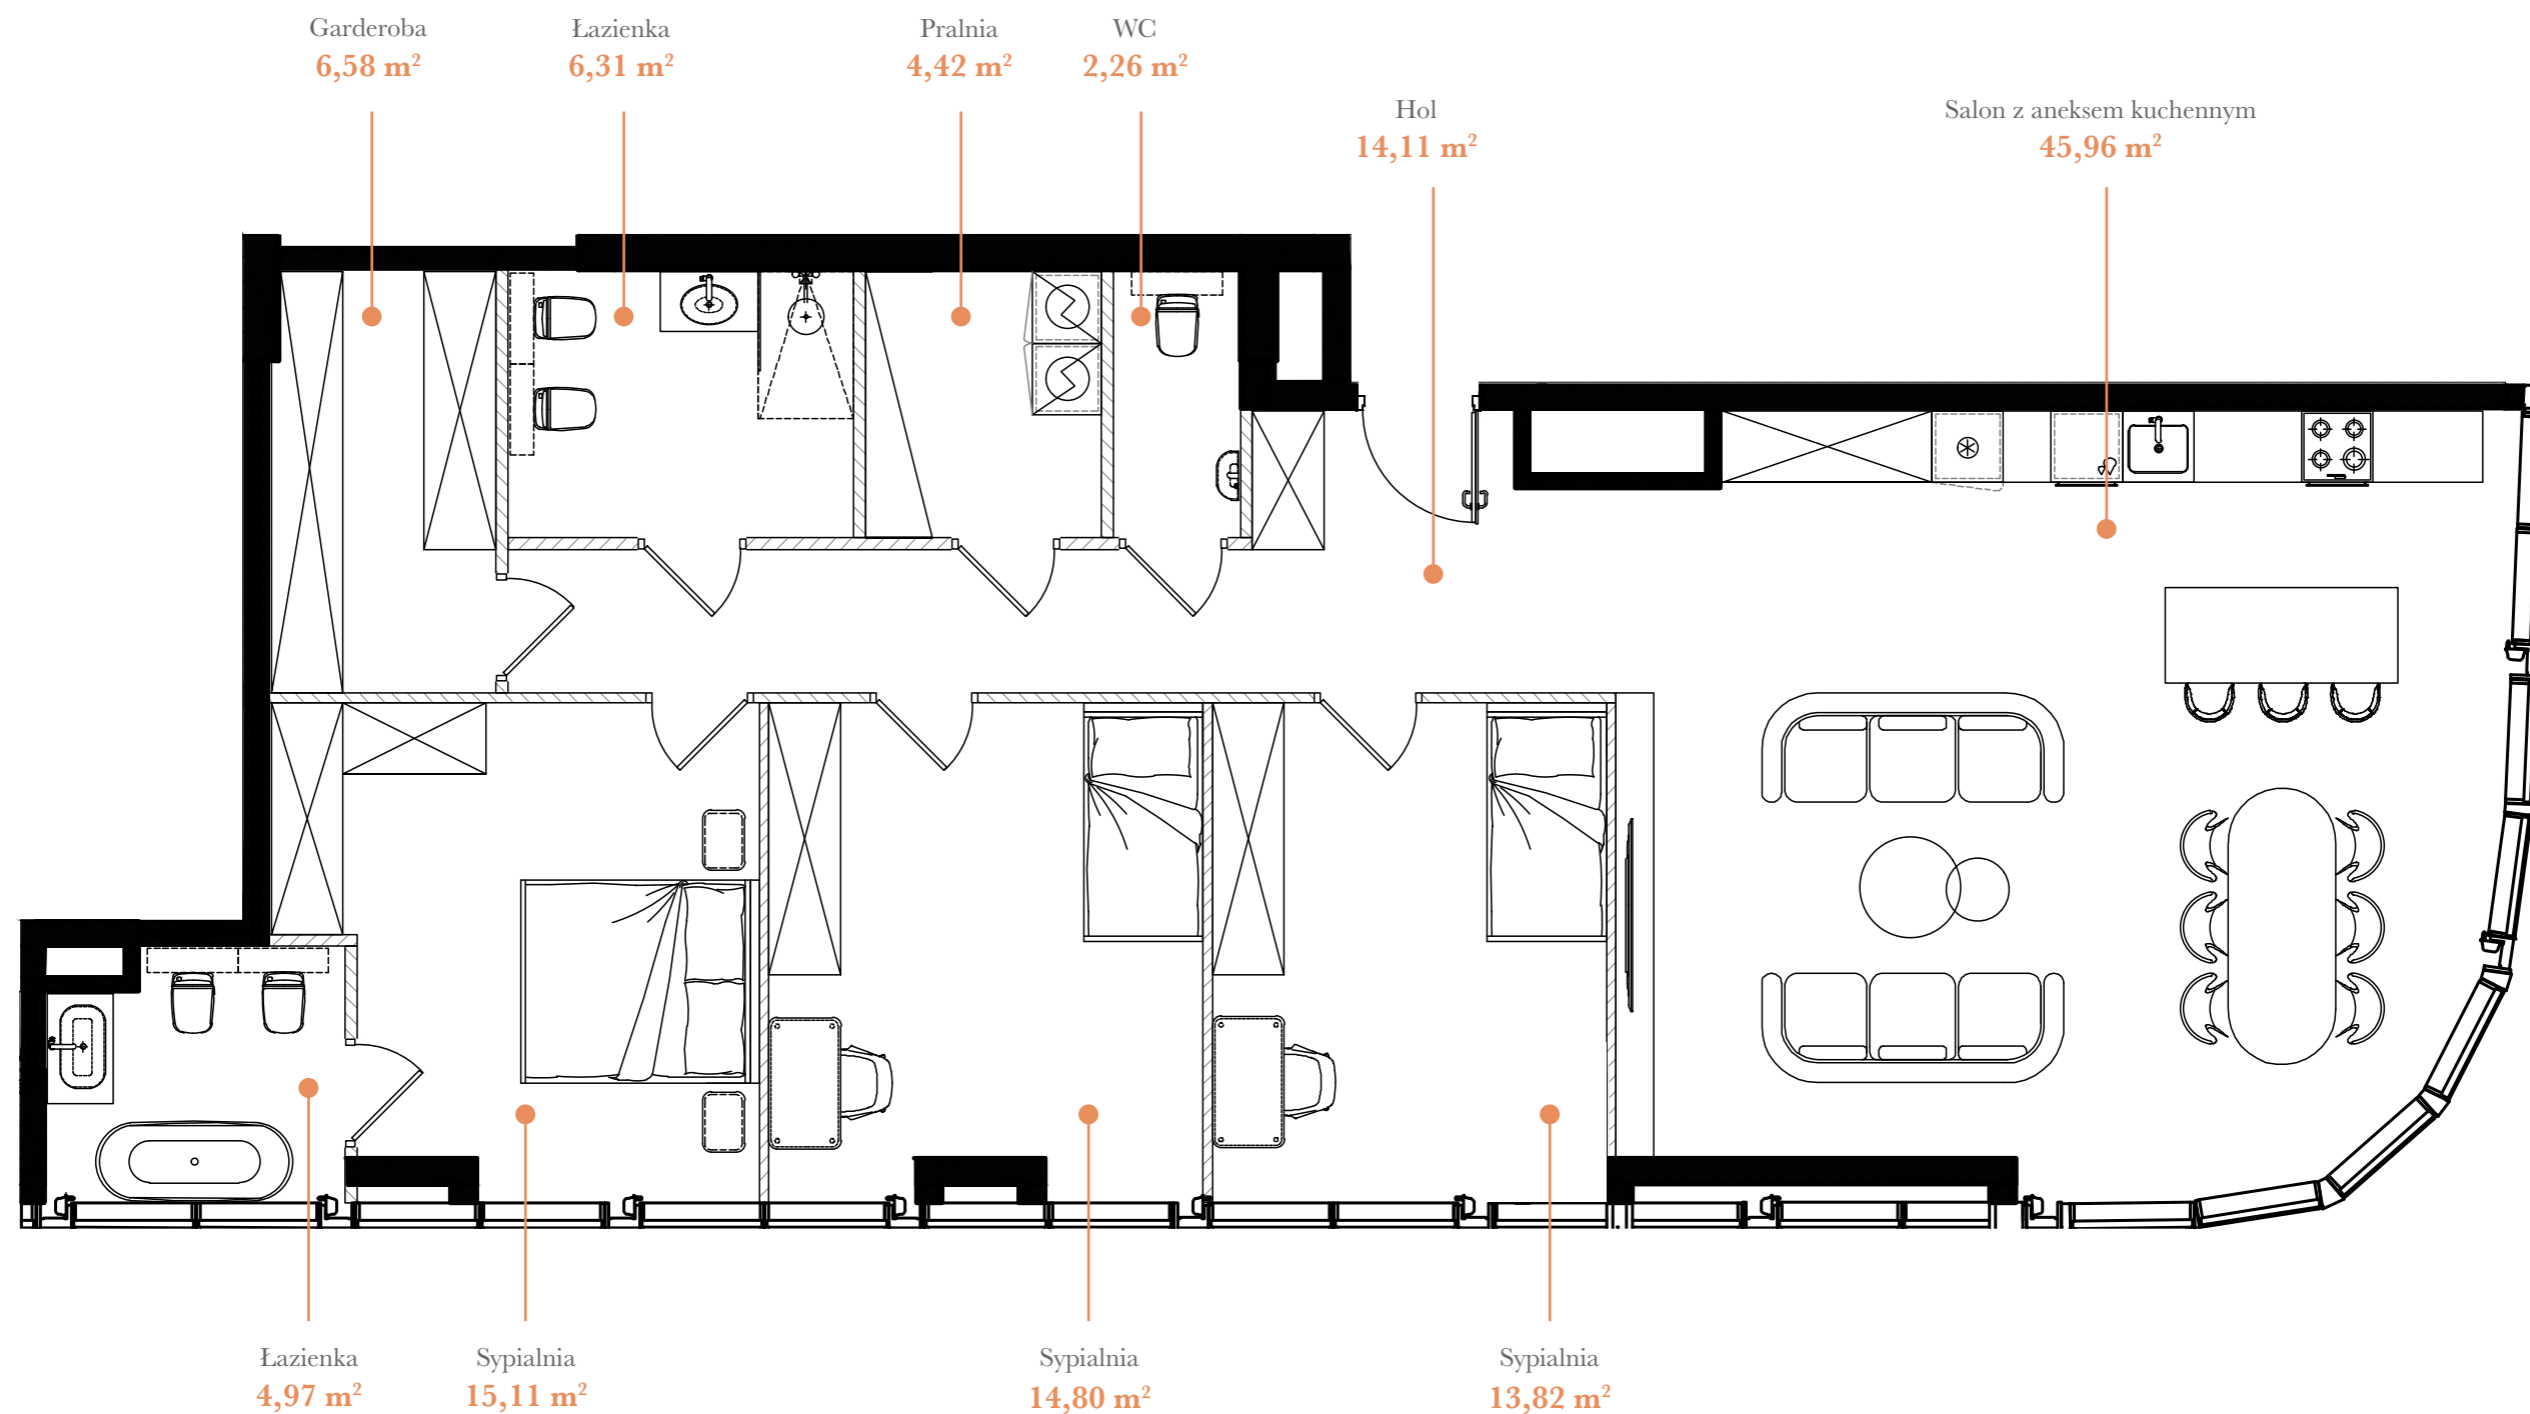 Garderoba
6,58 m²
Łazienka
6,31 m²
Pralnia
4,42 m²
WC
2,26 m²
Hol
14,11 m²
Salon z aneksem kuchennym
45,96 m²
Łazienka
4,97 m²
Sypialnia
15,11 m²
Sypialnia
14,80 m²
Sypialnia
13,82 m²